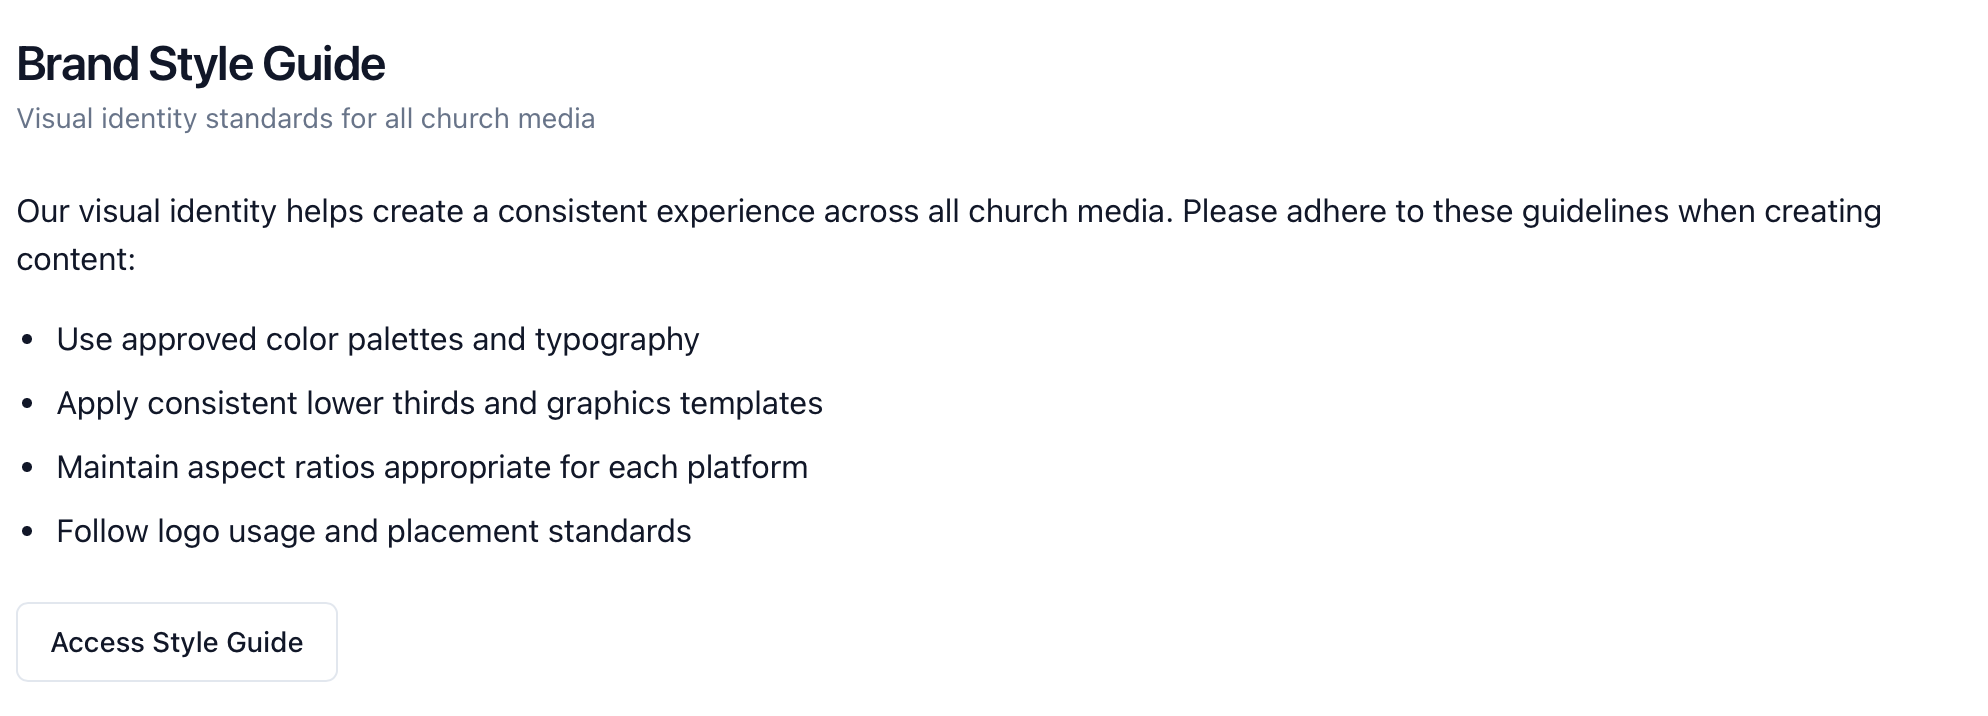 Brand Style Guide
Visual identity standards for all church media
Our visual identity helps create a consistent experience across all church media. Please adhere to these guidelines when creating
content:
• Use approved color palettes and typography
• Apply consistent lower thirds and graphics templates
• Maintain aspect ratios appropriate for each platform
• Follow logo usage and placement standards
Access Style Guide